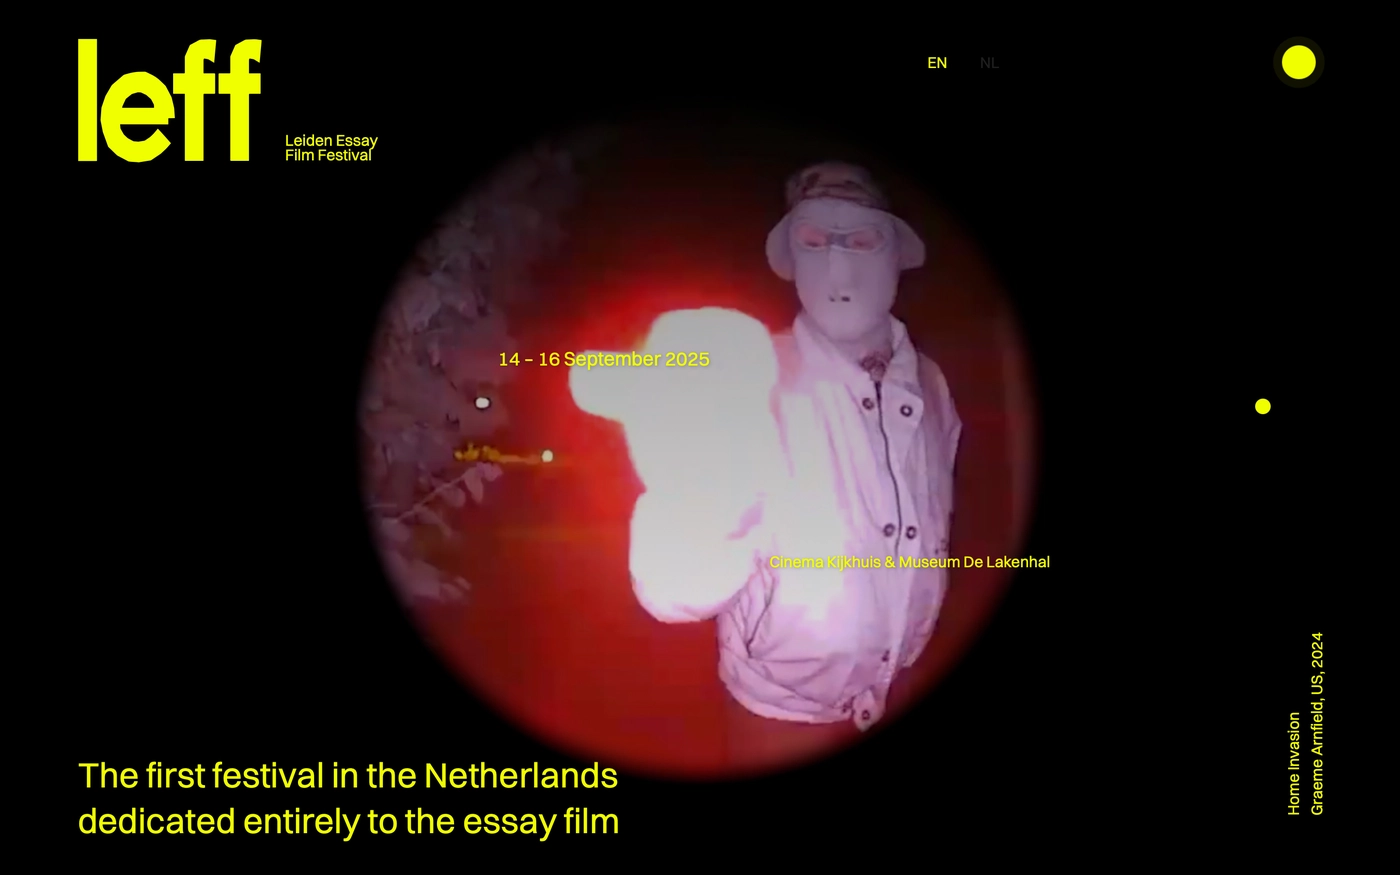 leff
Leiden Essay
Film Festival
EN
NL
14 – 16 September 2025
Cinema Kijkhuis & Museum De Lakenhal
The first festival in the Netherlands
dedicated entirely to the essay film
Home Invasion
Graeme Arnfield, US, 2024